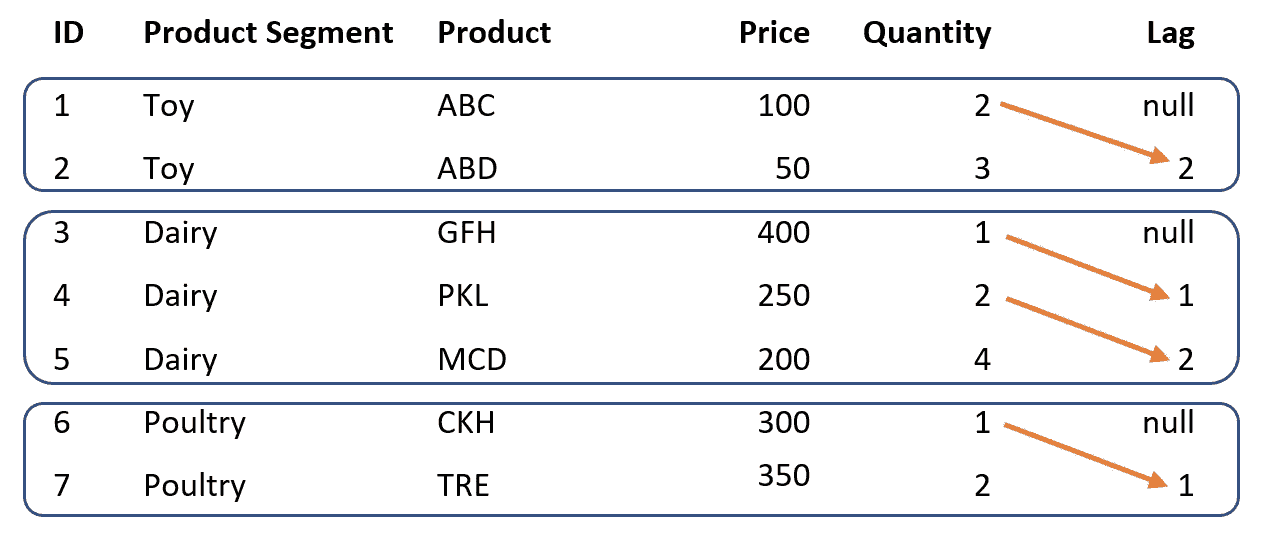 ID Product Segment Product Price Quantity Lag
1 Toy ABC 100 2 null
2 Toy ABD 50 3 2
3 Dairy GFH 400 1 null
4 Dairy PKL 250 2 1
5 Dairy MCD 200 4 2
6 Poultry CKH 300 1 null
7 Poultry TRE 350 2 1